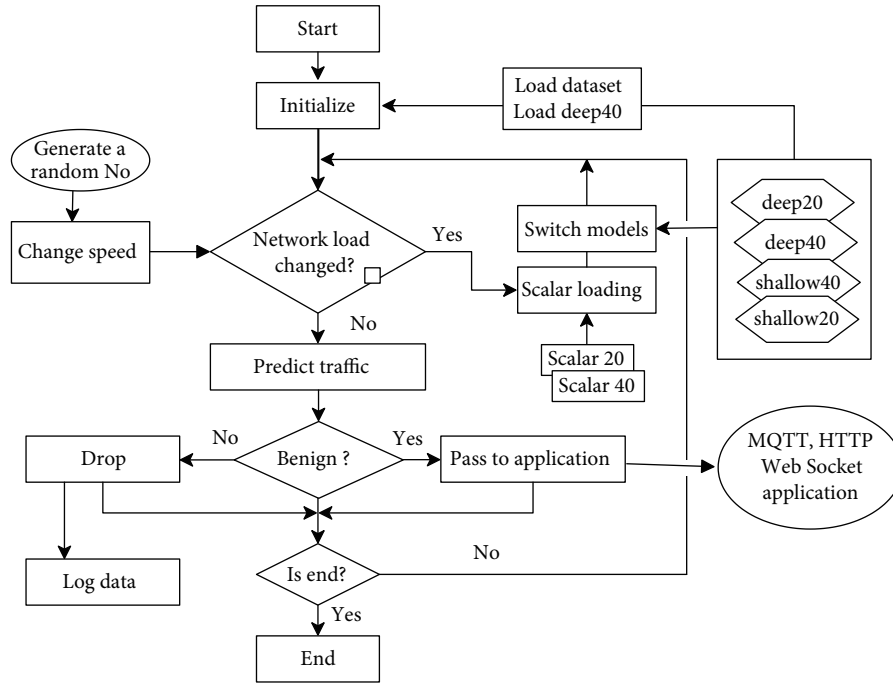 Start
Initialize
Load dataset
Load deep40
Generate a
random No
Change speed
Network load
changed?
Yes
No
Switch models
Scalar loading
Scalar 20
Scalar 40
deep20
deep40
shallow40
shallow20
Predict traffic
Benign ?
No
Yes
Drop
Pass to application
MQTT, HTTP
Web Socket
application
Log data
Is end?
No
Yes
End